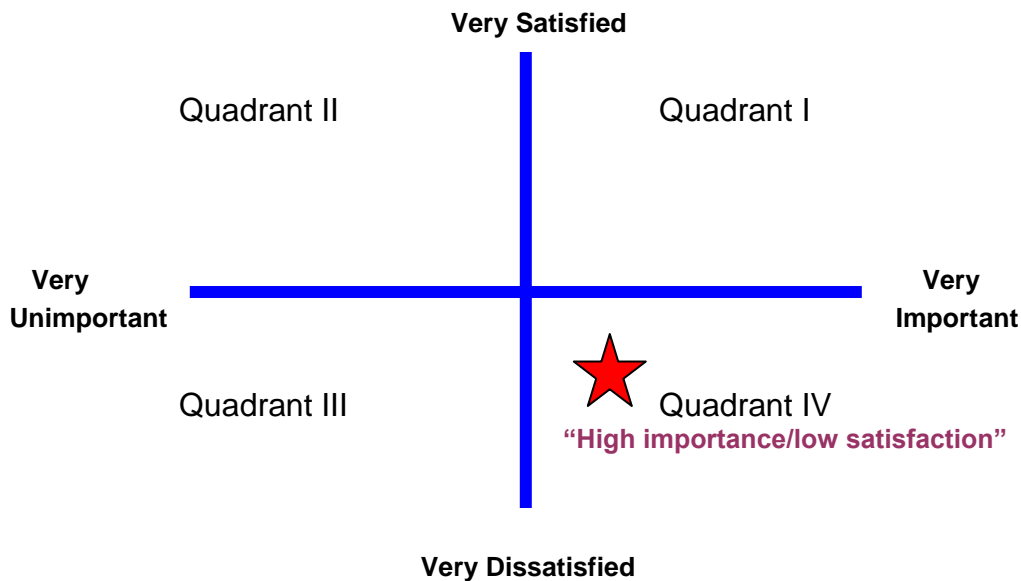 Very Satisfied
Quadrant II
Quadrant I
Very
Unimportant
Very
Important
Quadrant III
Quadrant IV
“High importance/low satisfaction”
Very Dissatisfied